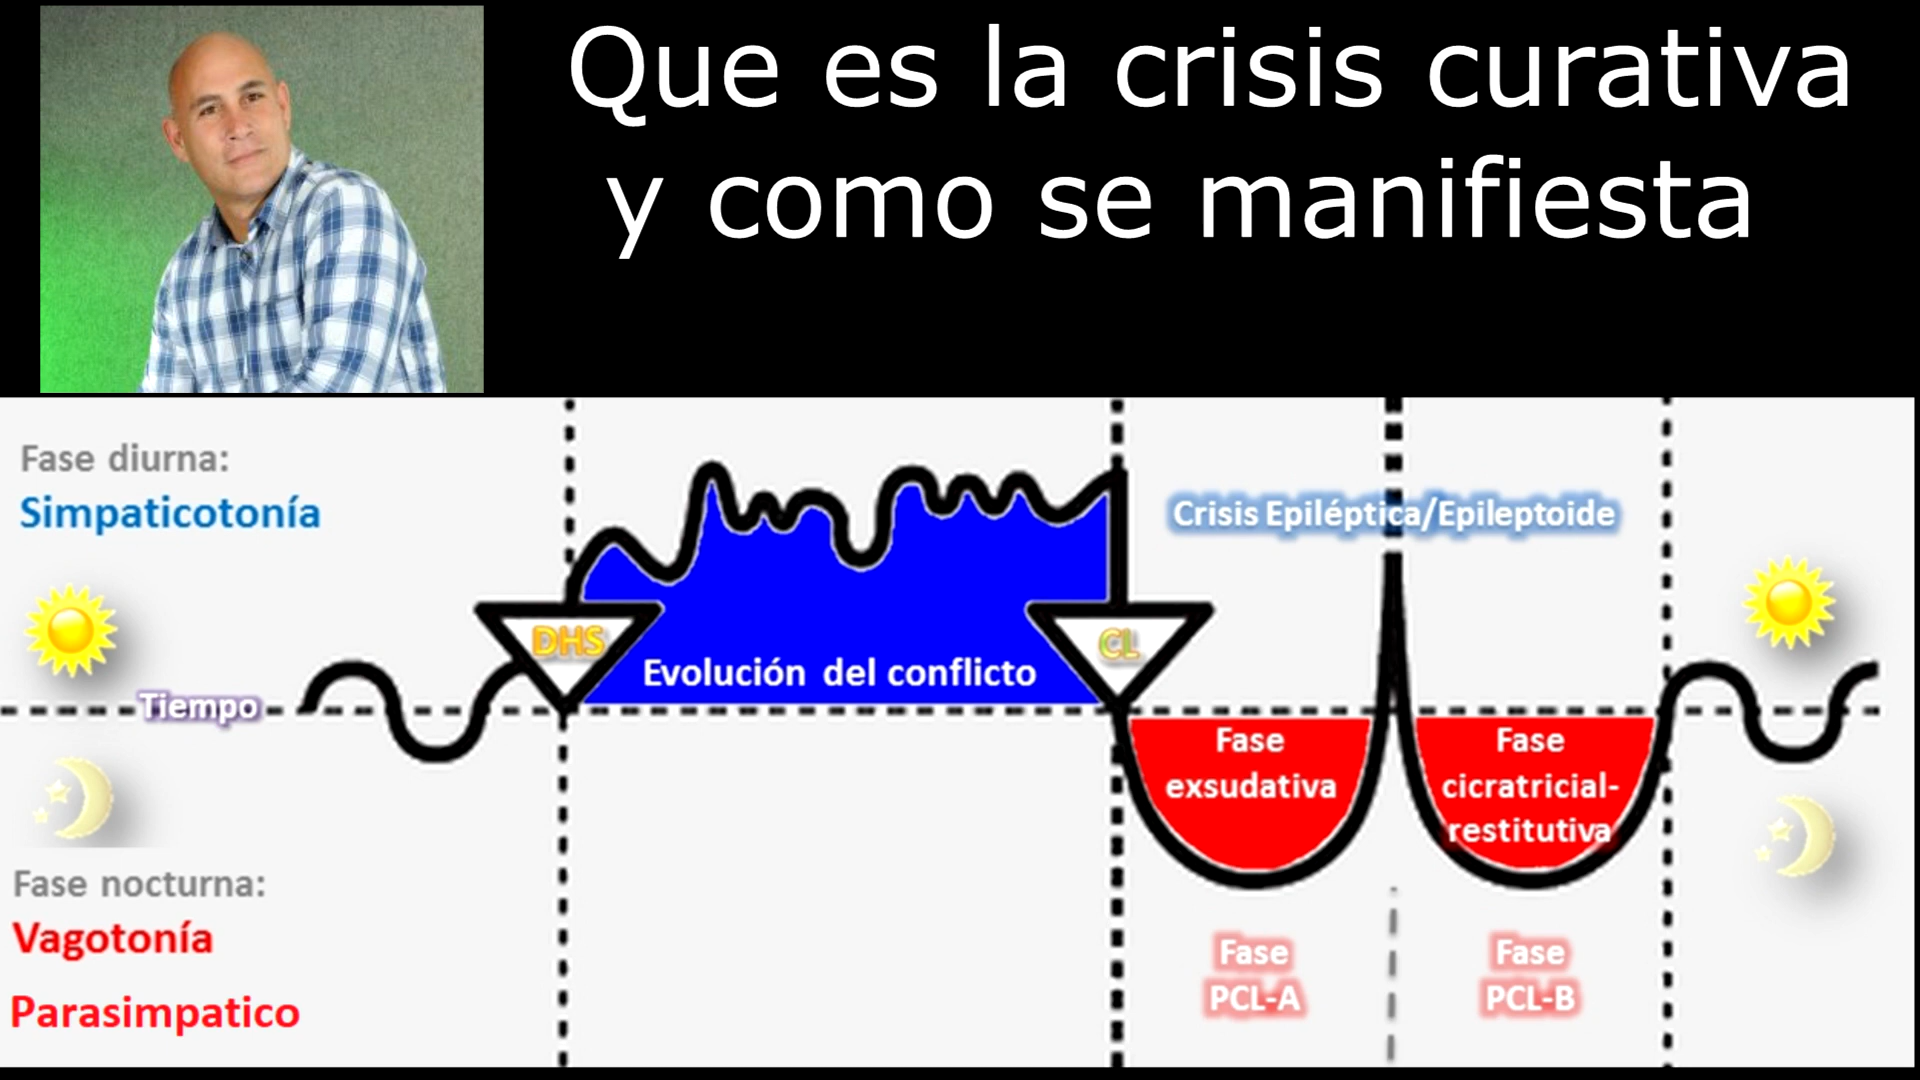 Que es la crisis curativa
y como se manifiesta
Fase diurna:
Simpaticotonía
Crisis Epiléptica/Epileptoide
DHS
CL
Evolución del conflicto
Tiempo
Fase
exsudativa
Fase
cicratricial-
restitutiva
Fase nocturna:
Vagotonía
Parasimpatico
Fase
PCL-A
Fase
PCL-B